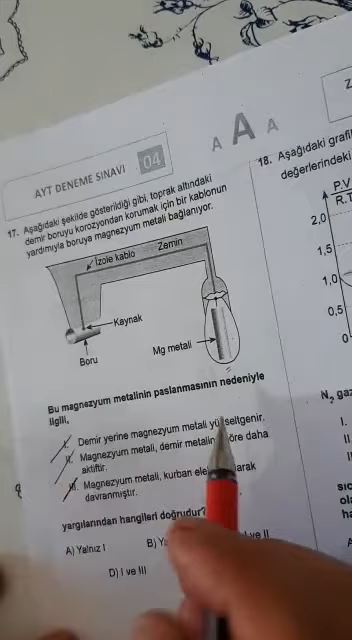 AYT DENEME SINAVI 04
A A A
17. Aşağıdaki şekilde gösterildiği gibi, toprak altındaki
demir boruyu korozyondan korumak için bir kablonun
yardımıyla boruya magnezyum metali bağlanıyor.
İzole kablo
Zemin
Kaynak
Boru
Mg metali
Bu magnezyum metalinin paslanmasının nedeniyle
ilgili,
I. Demir yerine magnezyum metali yükseltgenir.
II. Magnezyum metali, demir metaline göre daha
aktiftir.
III. Magnezyum metali, kurban
davranmıştır.
yargılarından hangileri doğrudur?
A) Yalnız I
B)
ve II
D) I ve III
18. Aşağıdaki
değerlerindeki
P.V
R.T
2,0
1,5
1,0
0,5
0
N₂
I.
II.